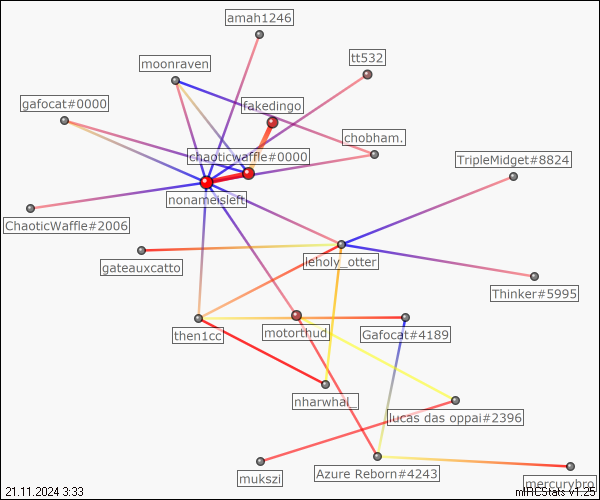 amah1246
tt532
moonraven
gafocat#0000
fakedingo
chobham.
chaoticwaffle#0000
TripleMidget#8824
nonameisleft
ChaoticWaffle#2006
leholy_otter
gateauxcatto
Thinker#5995
then1cc
motorthud
Gafocat#4189
nharwhal_
lucas das oppai#2396
mukszi
Azure Reborn#4243
mercurybro
21.11.2024 3:33
mIRCStats v1.25